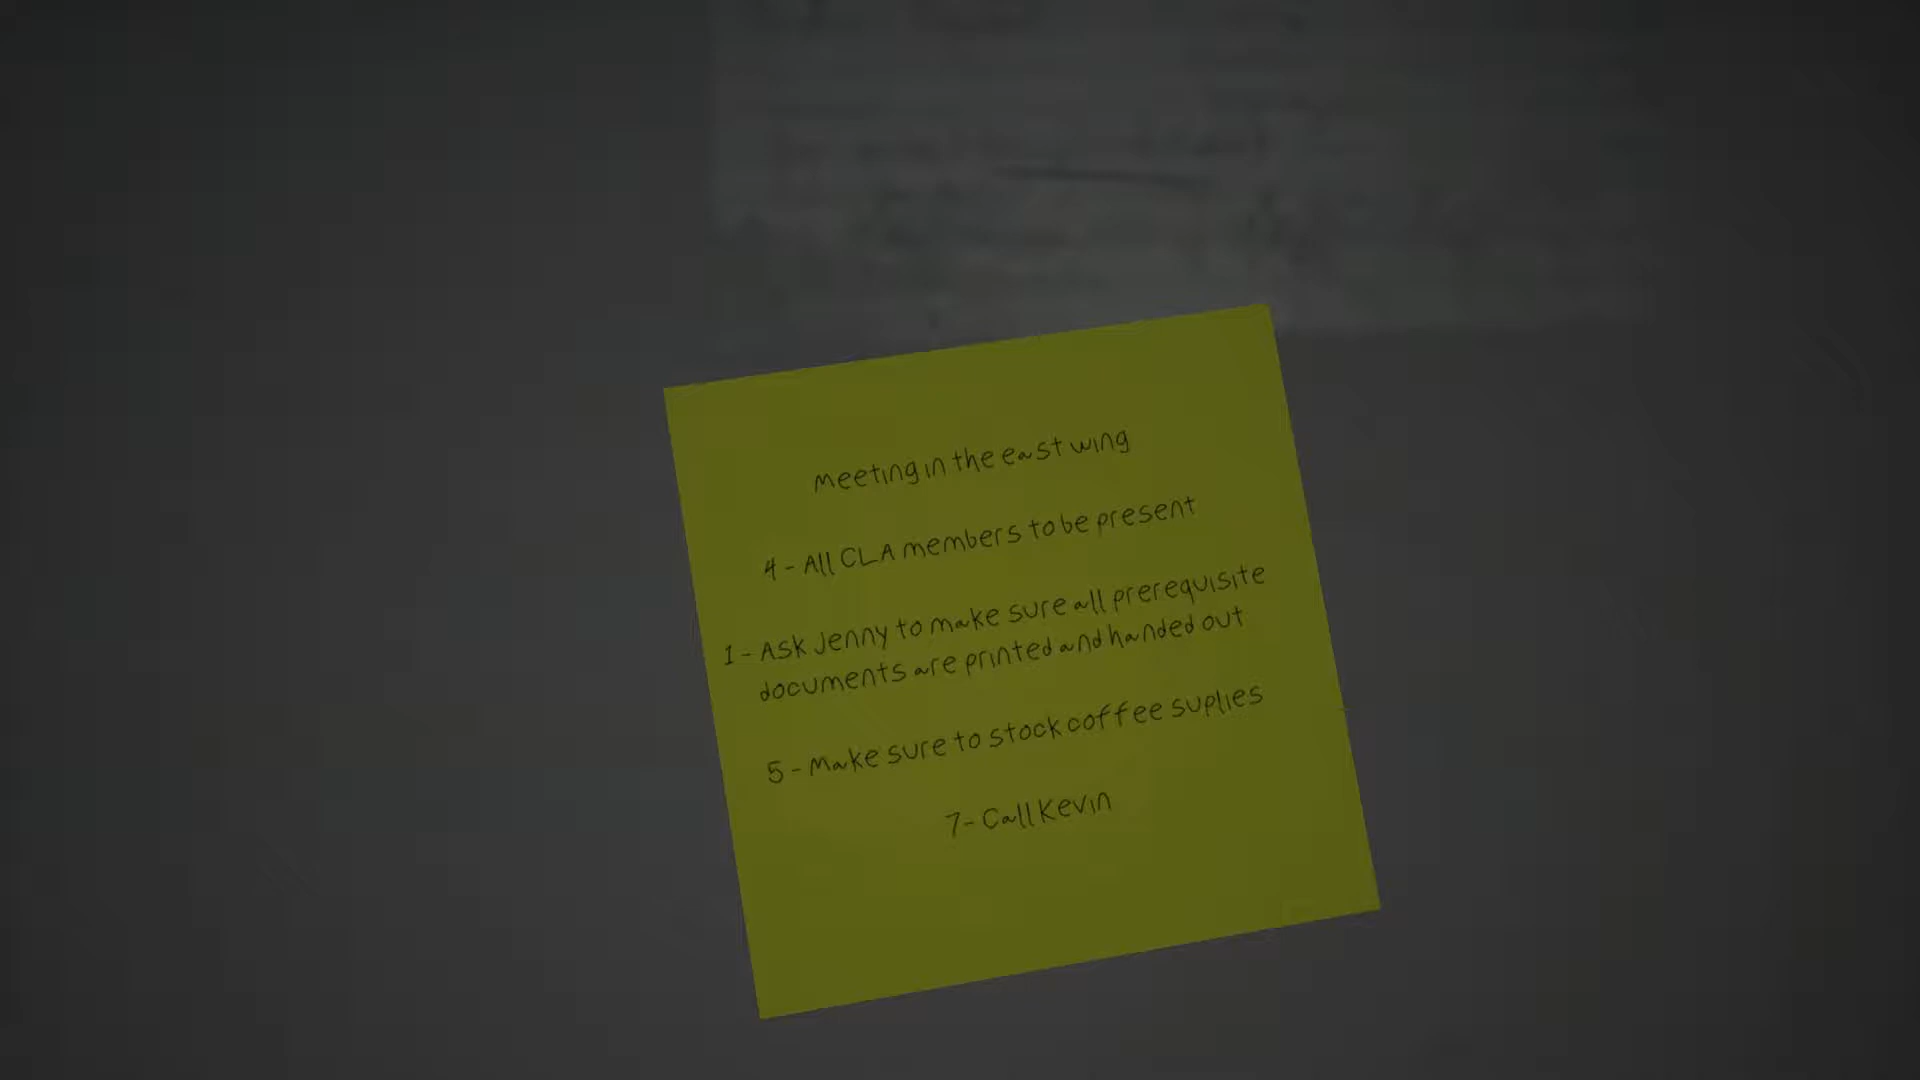 meeting in the east wing
4 - All CLA members to be present
1 - Ask Jenny to make sure all prerequisite
documents are printed and handed out
5 - Make sure to stock coffee suplies
7 - Call Kevin